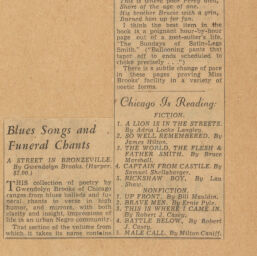 Blues Songs and
Funeral Chants
A STREET IN BRONZEVILLE.
By Gwendolyn Brooks. (Harper.
$2.00.)
THIS collection of poetry by
Gwendolyn Brooks of Chicago
ranges from blues ballads and fu-
neral chants to verse in high
humor, and mirrors, with both
clarity and insight, impressions of
life in an urban Negro community.
That section of the volume from
which it takes its name contains
Short of the age of one.
His brother Bruce with a grin,
Burned him up for fun.
I think the best item in the
book is a poignant hour-by-hour
page out of a zoot-suiter's life,
"The Sundays of Satin-Legs
Smith." ("Ballooning pants that
taper off to ends scheduled to
choke precisely . . .")
There is a subtle change of pace
in these pages proving Miss
Brooks' facility in a variety of
poetic forms.
Chicago Is Reading:
FICTION.
1. A LION IS IN THE STREETS.
By Adria Locke Langley.
2. SO WELL REMEMBERED. By
James Hilton.
3. THE WORLD, THE FLESH &
FATHER SMITH. By Bruce
Marshall.
4. CAPTAIN FROM CASTILE. By
Samuel Shellabarger.
5. RICKSHAW BOY. By Lau
Shaw.
NONFICTION.
1. UP FRONT. By Bill Mauldin.
2. BRAVE MEN. By Ernie Pyle.
3. THIS IS WHERE I CAME IN.
By Robert J. Casey.
4. BATTLE BELOW, By Robert
J. Casey.
5. MALE CALL. By Milton Caniff.